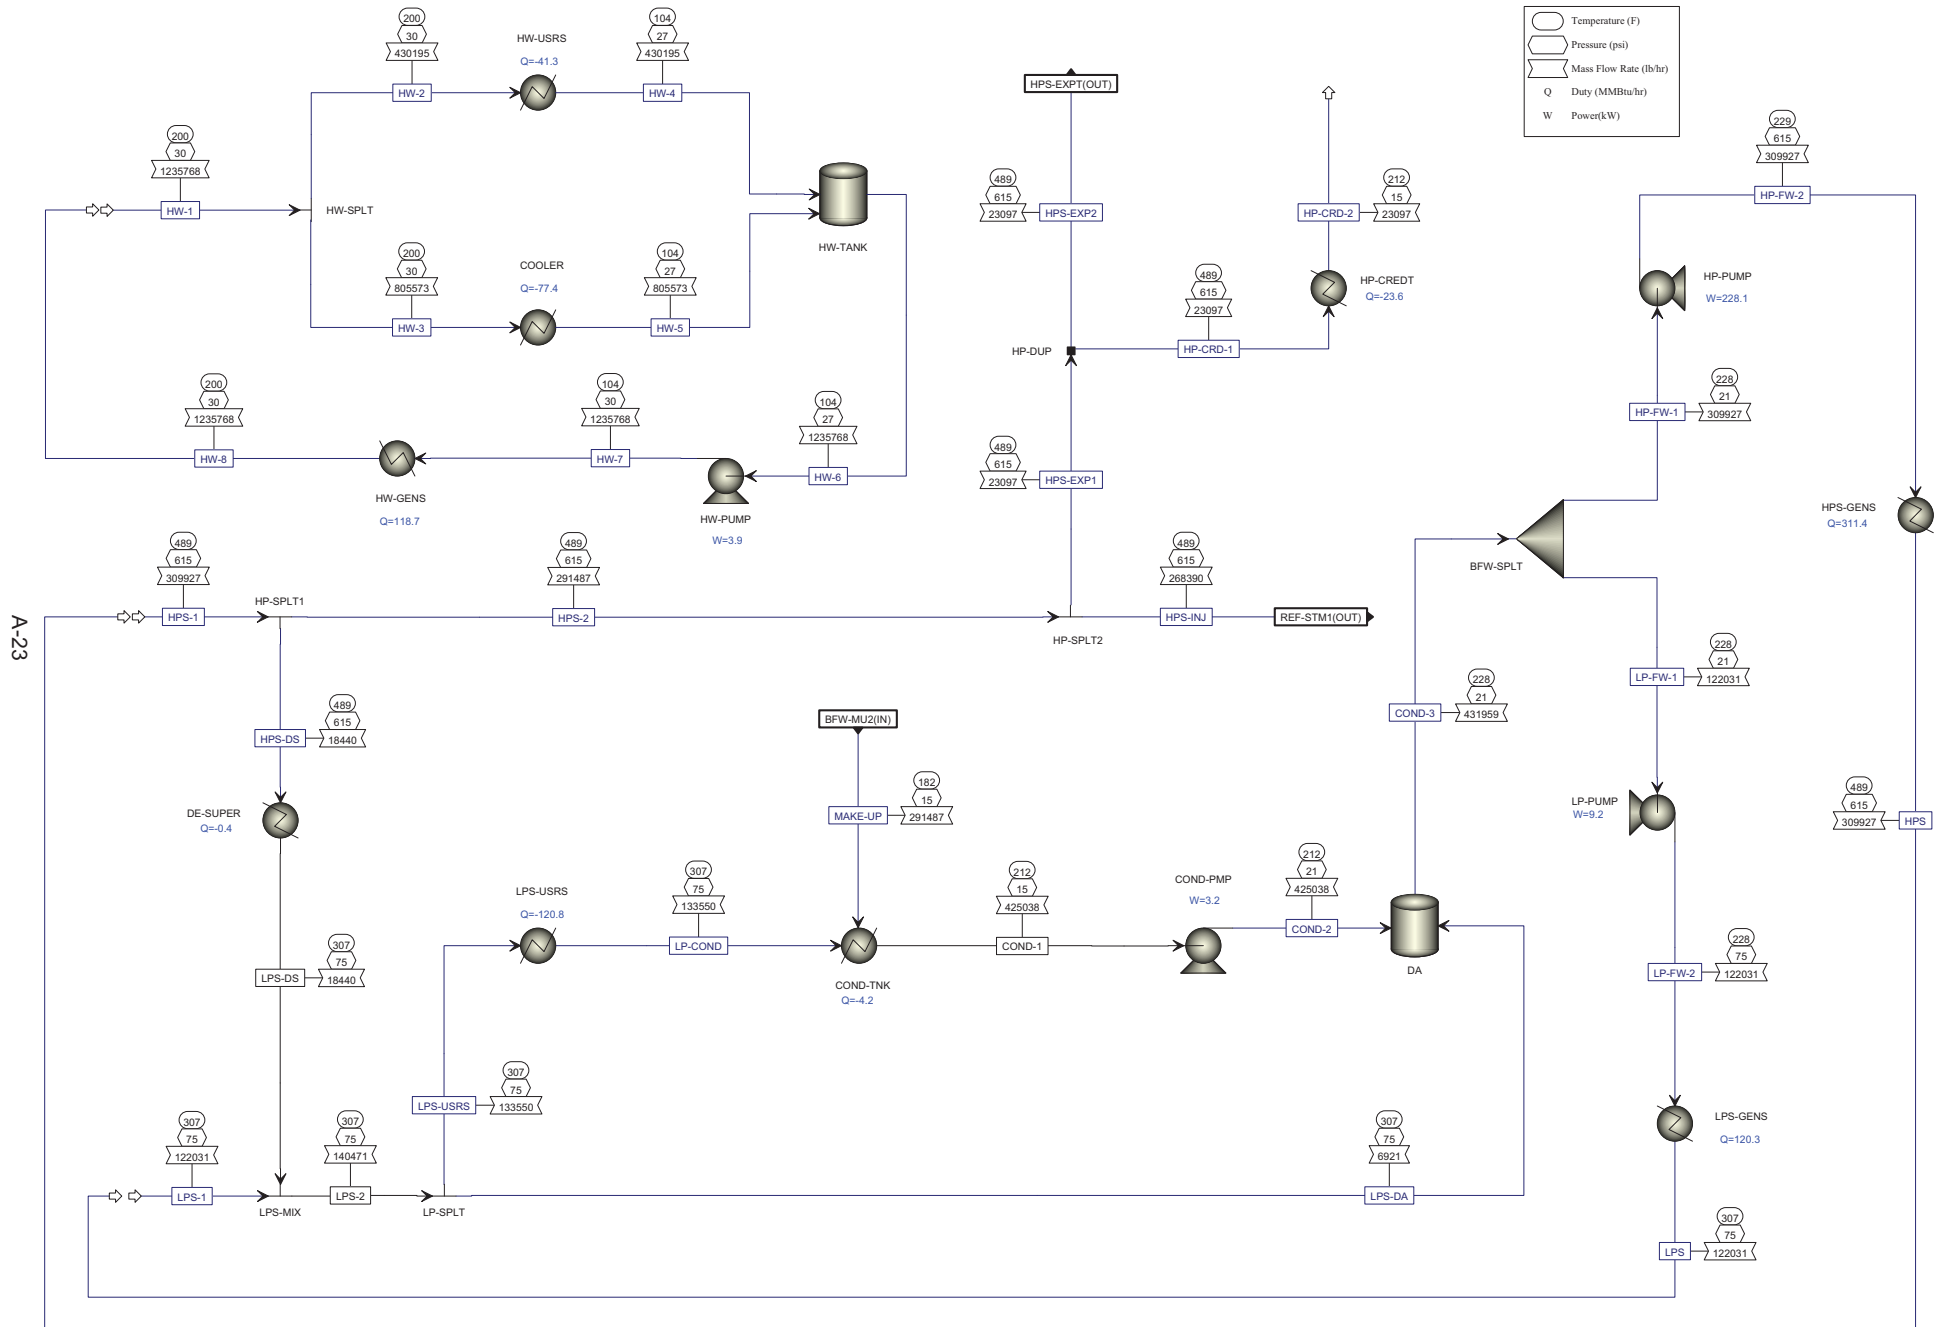 Temperature (F)
Pressure (psi)
Mass Flow Rate (lb/hr)
Q Duty (MMBtu/hr)
W Power(kW)
200
30
430195
HW-2
HW-USRS
Q=-41.3
104
27
430195
HW-4
200
30
1235768
HW-1
HW-SPLT
HW-TANK
200
30
805573
HW-3
COOLER
Q=-77.4
104
27
805573
HW-5
200
30
1235768
HW-8
HW-GENS
Q=118.7
104
30
1235768
HW-7
HW-PUMP
W=3.9
104
27
1235768
HW-6
HPS-EXPT(OUT)
489
615
23097
HPS-EXP2
212
15
23097
HP-CRD-2
HP-CREDT
Q=-23.6
489
615
23097
HP-CRD-1
HP-DUP
489
615
23097
HPS-EXP1
229
615
309927
HP-FW-2
HP-PUMP
W=228.1
228
21
309927
HP-FW-1
HPS-GENS
Q=311.4
BFW-SPLT
489
615
309927
HPS-1
HP-SPLT1
489
615
291487
HPS-2
HP-SPLT2
489
615
268390
HPS-INJ
REF-STM1(OUT)
A-23
489
615
18440
HPS-DS
DE-SUPER
Q=-0.4
BFW-MU2(IN)
182
15
291487
MAKE-UP
228
21
431959
COND-3
228
21
122031
LP-FW-1
LP-PUMP
W=9.2
489
615
309927
HPS
LPS-USRS
Q=-120.8
307
75
133550
LP-COND
COND-TNK
Q=-4.2
212
15
425038
COND-1
COND-PMP
W=3.2
212
21
425038
COND-2
DA
307
75
18440
LPS-DS
228
75
122031
LP-FW-2
307
75
133550
LPS-USRS
LPS-GENS
Q=120.3
307
75
122031
LPS-1
LPS-MIX
307
75
140471
LPS-2
LP-SPLT
307
75
6921
LPS-DA
307
75
122031
LPS